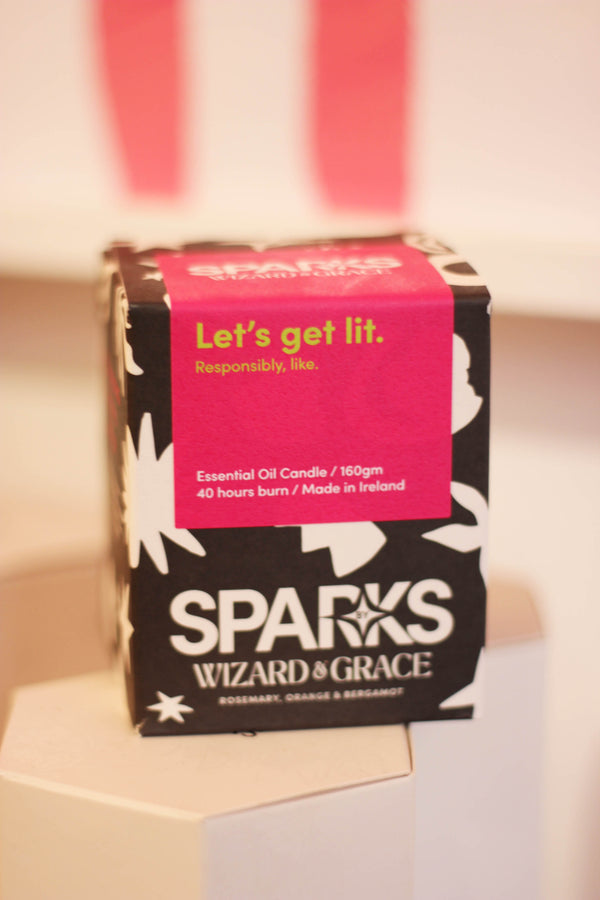 SPARKS
WIZARD & GRACE
Let's get lit.
Responsibly, like.
Essential Oil Candle / 160gm
40 hours burn / Made in Ireland
SPARKS
BY
WIZARD & GRACE
ROSEMARY, ORANGE & BERGAMOT